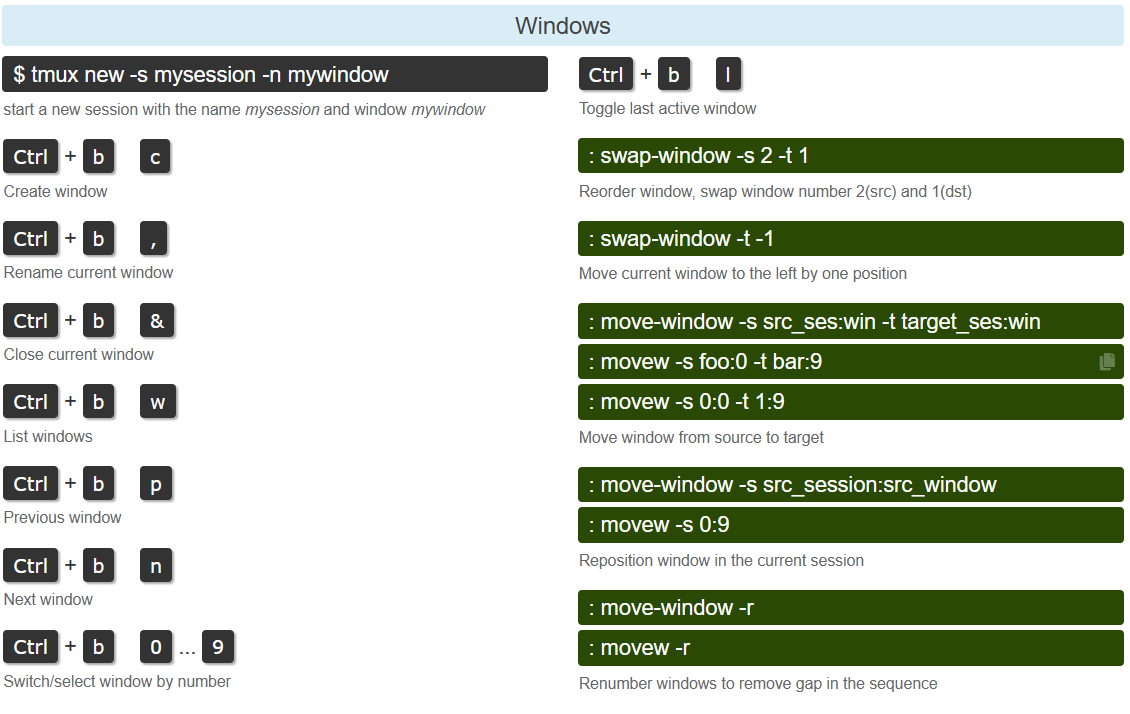 Windows
$ tmux new -s mysession -n mywindow
start a new session with the name mysession and window mywindow
Ctrl + b c
Create window
Ctrl + b ,
Rename current window
Ctrl + b &
Close current window
Ctrl + b w
List windows
Ctrl + b p
Previous window
Ctrl + b n
Next window
Ctrl + b 0 ... 9
Switch/select window by number
Ctrl + b l
Toggle last active window
: swap-window -s 2 -t 1
Reorder window, swap window number 2(src) and 1(dst)
: swap-window -t -1
Move current window to the left by one position
: move-window -s src_ses:win -t target_ses:win
: movew -s foo:0 -t bar:9
: movew -s 0:0 -t 1:9
Move window from source to target
: move-window -s src_session:src_window
: movew -s 0:9
Reposition window in the current session
: move-window -r
: movew -r
Renumber windows to remove gap in the sequence